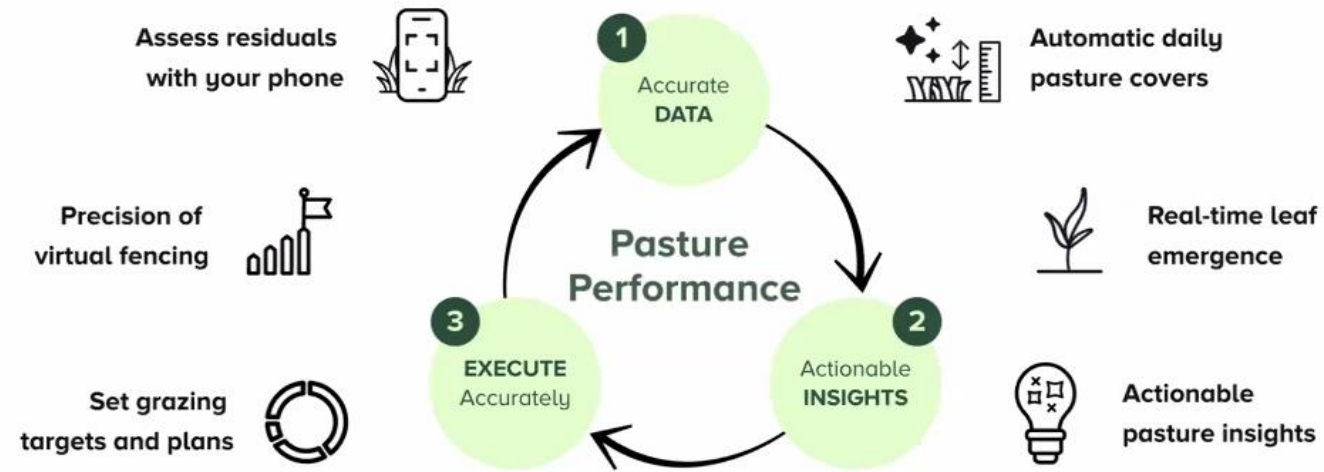 Assess residuals
with your phone
1
Accurate
DATA
Automatic daily
pasture covers
Precision of
virtual fencing
Pasture
Performance
Real-time leaf
emergence
3
EXECUTE
Accurately
2
Actionable
INSIGHTS
Set grazing
targets and plans
Actionable
pasture insights